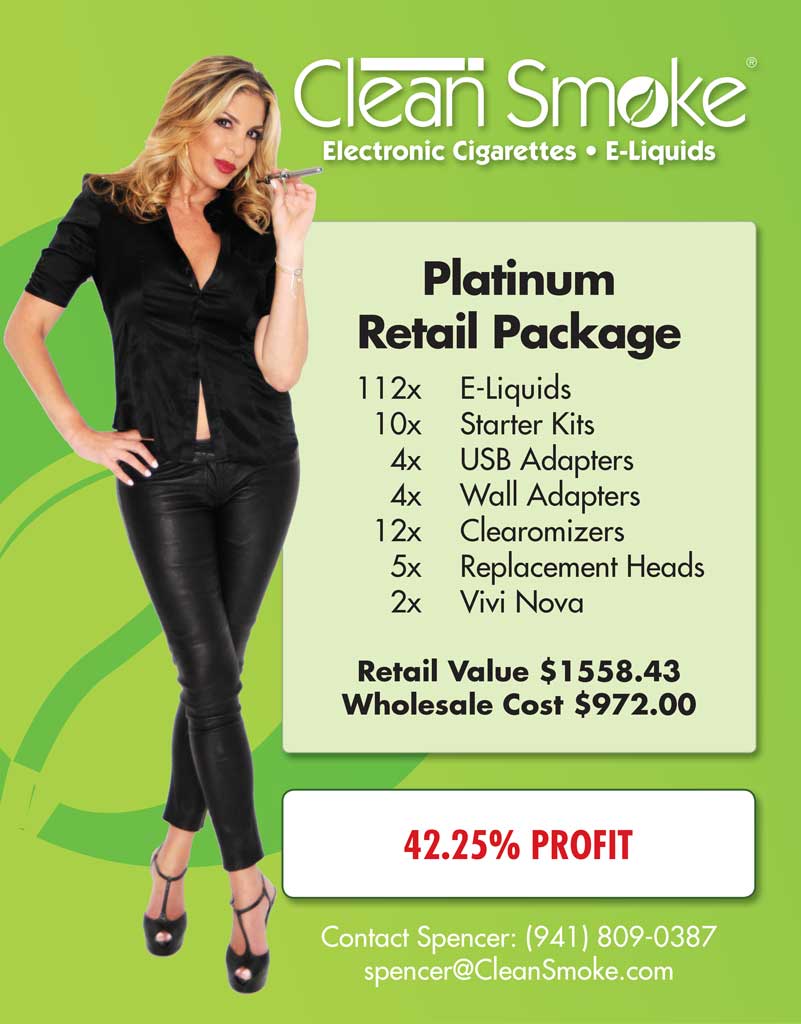 Clean Smoke®
Electronic Cigarettes • E-Liquids
Platinum
Retail Package
112x E-Liquids
10x Starter Kits
4x USB Adapters
4x Wall Adapters
12x Clearomizers
5x Replacement Heads
2x Vivi Nova
Retail Value $1558.43
Wholesale Cost $972.00
42.25% PROFIT
Contact Spencer: (941) 809-0387
spencer@CleanSmoke.com